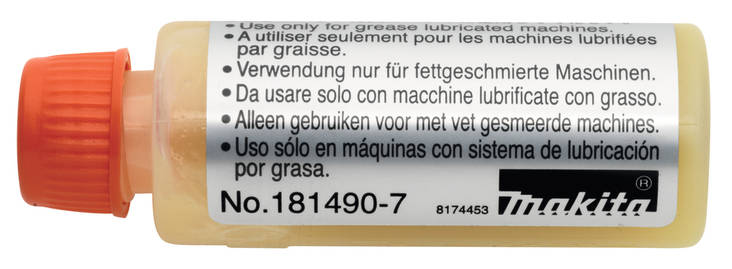 • Use only for grease lubricated machines.
• A utiliser seulement pour les machines lubrifiées
par graisse.
• Verwendung nur für fettgeschmierte Maschinen.
• Da usare solo con macchine lubrificate con grasso.
• Alleen gebruiken voor met vet gesmeerde machines.
• Uso sólo en máquinas con sistema de lubricación
por grasa.
No.181490-7 8174453 makita ®